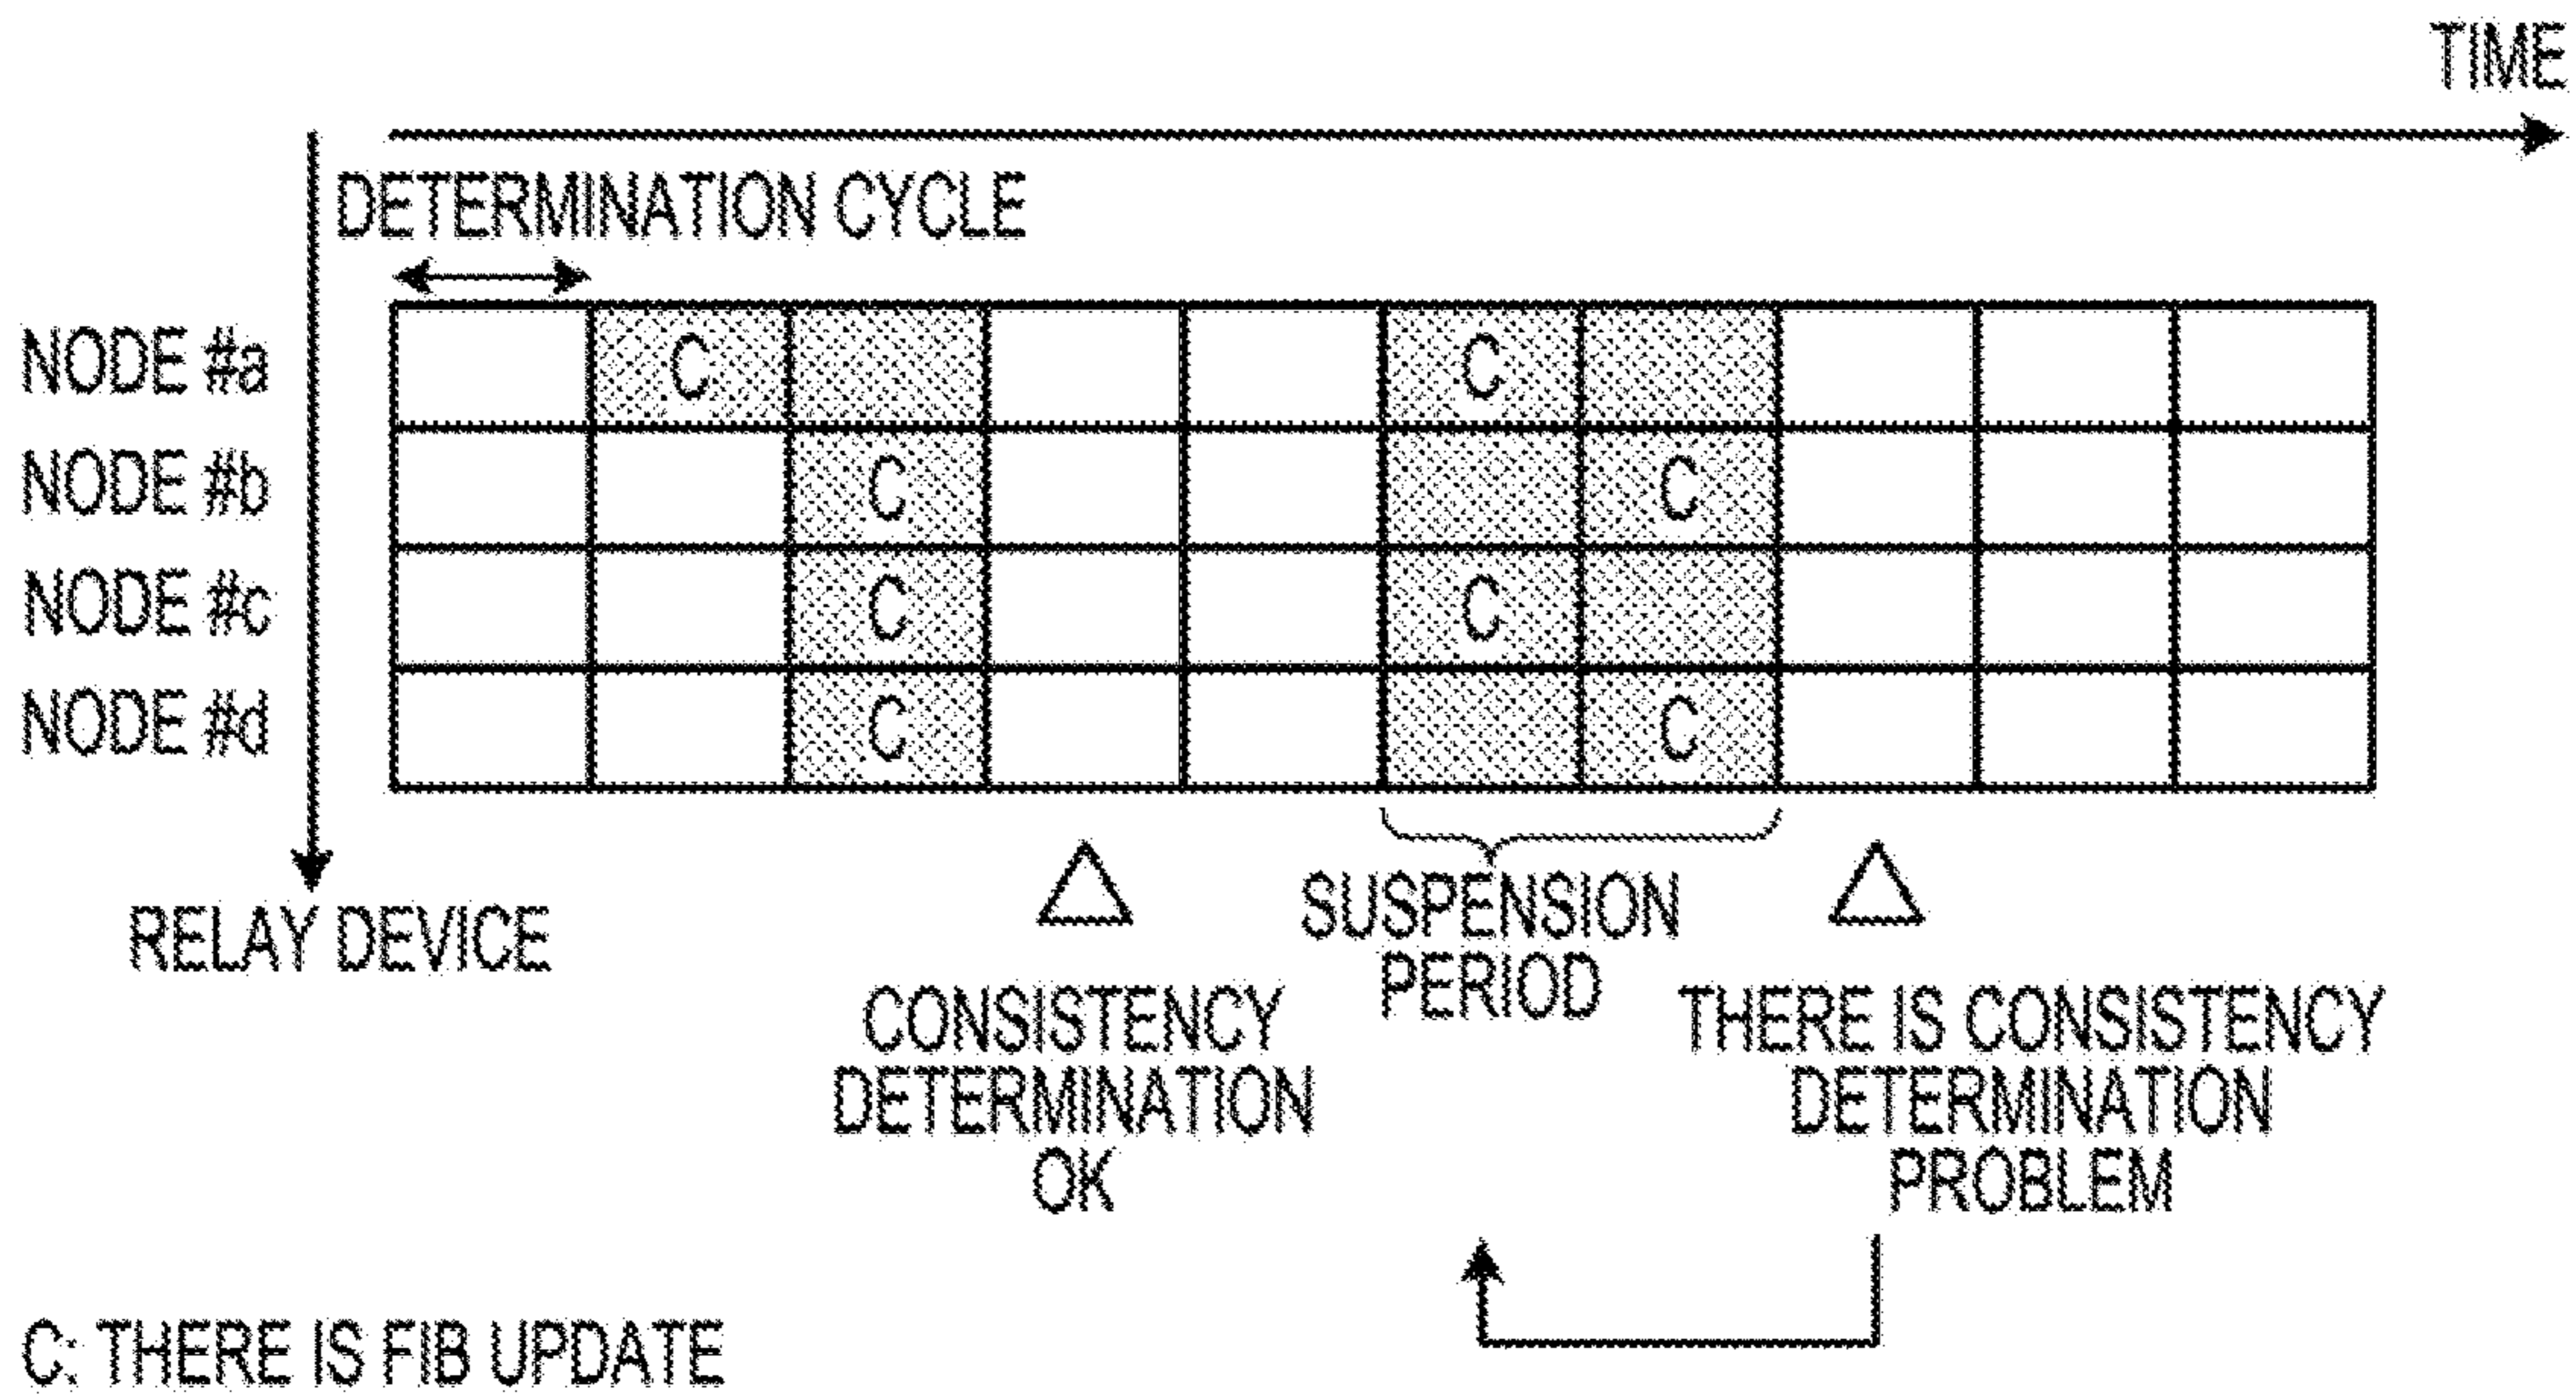 TIME
DETERMINATION CYCLE
NODE #a
C
C
NODE #b
C
C
NODE #c
C
C
NODE #d
C
C
RELAY DEVICE
SUSPENSION
PERIOD
CONSISTENCY
DETERMINATION
OK
THERE IS CONSISTENCY
DETERMINATION
PROBLEM
C: THERE IS FIB UPDATE